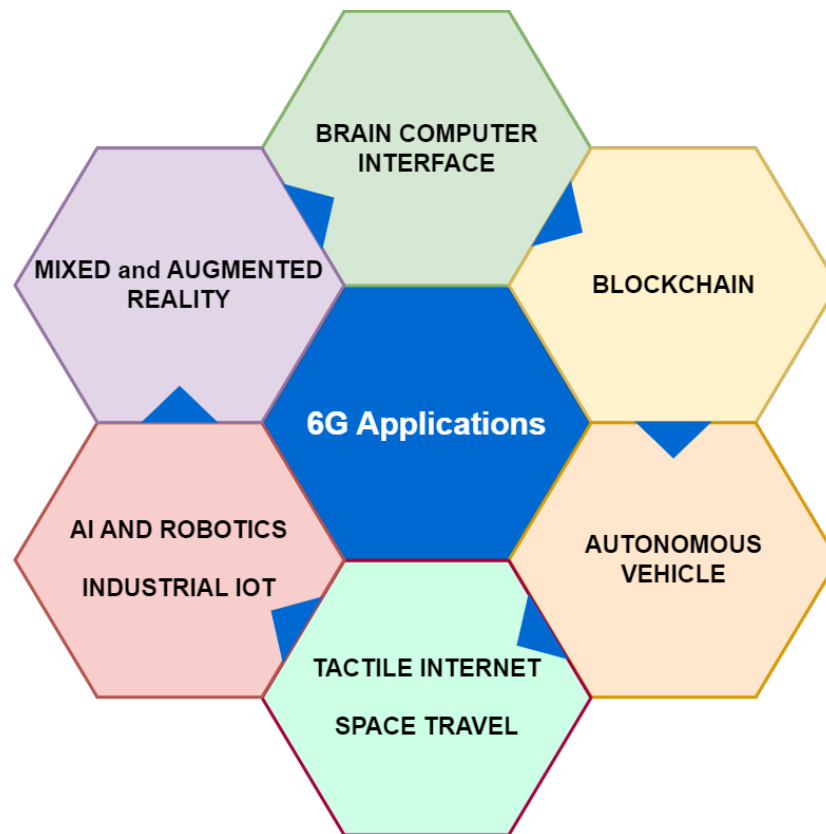 BRAIN COMPUTER
INTERFACE
MIXED and AUGMENTED
REALITY
BLOCKCHAIN
6G Applications
AI AND ROBOTICS
INDUSTRIAL IOT
AUTONOMOUS
VEHICLE
TACTILE INTERNET
SPACE TRAVEL